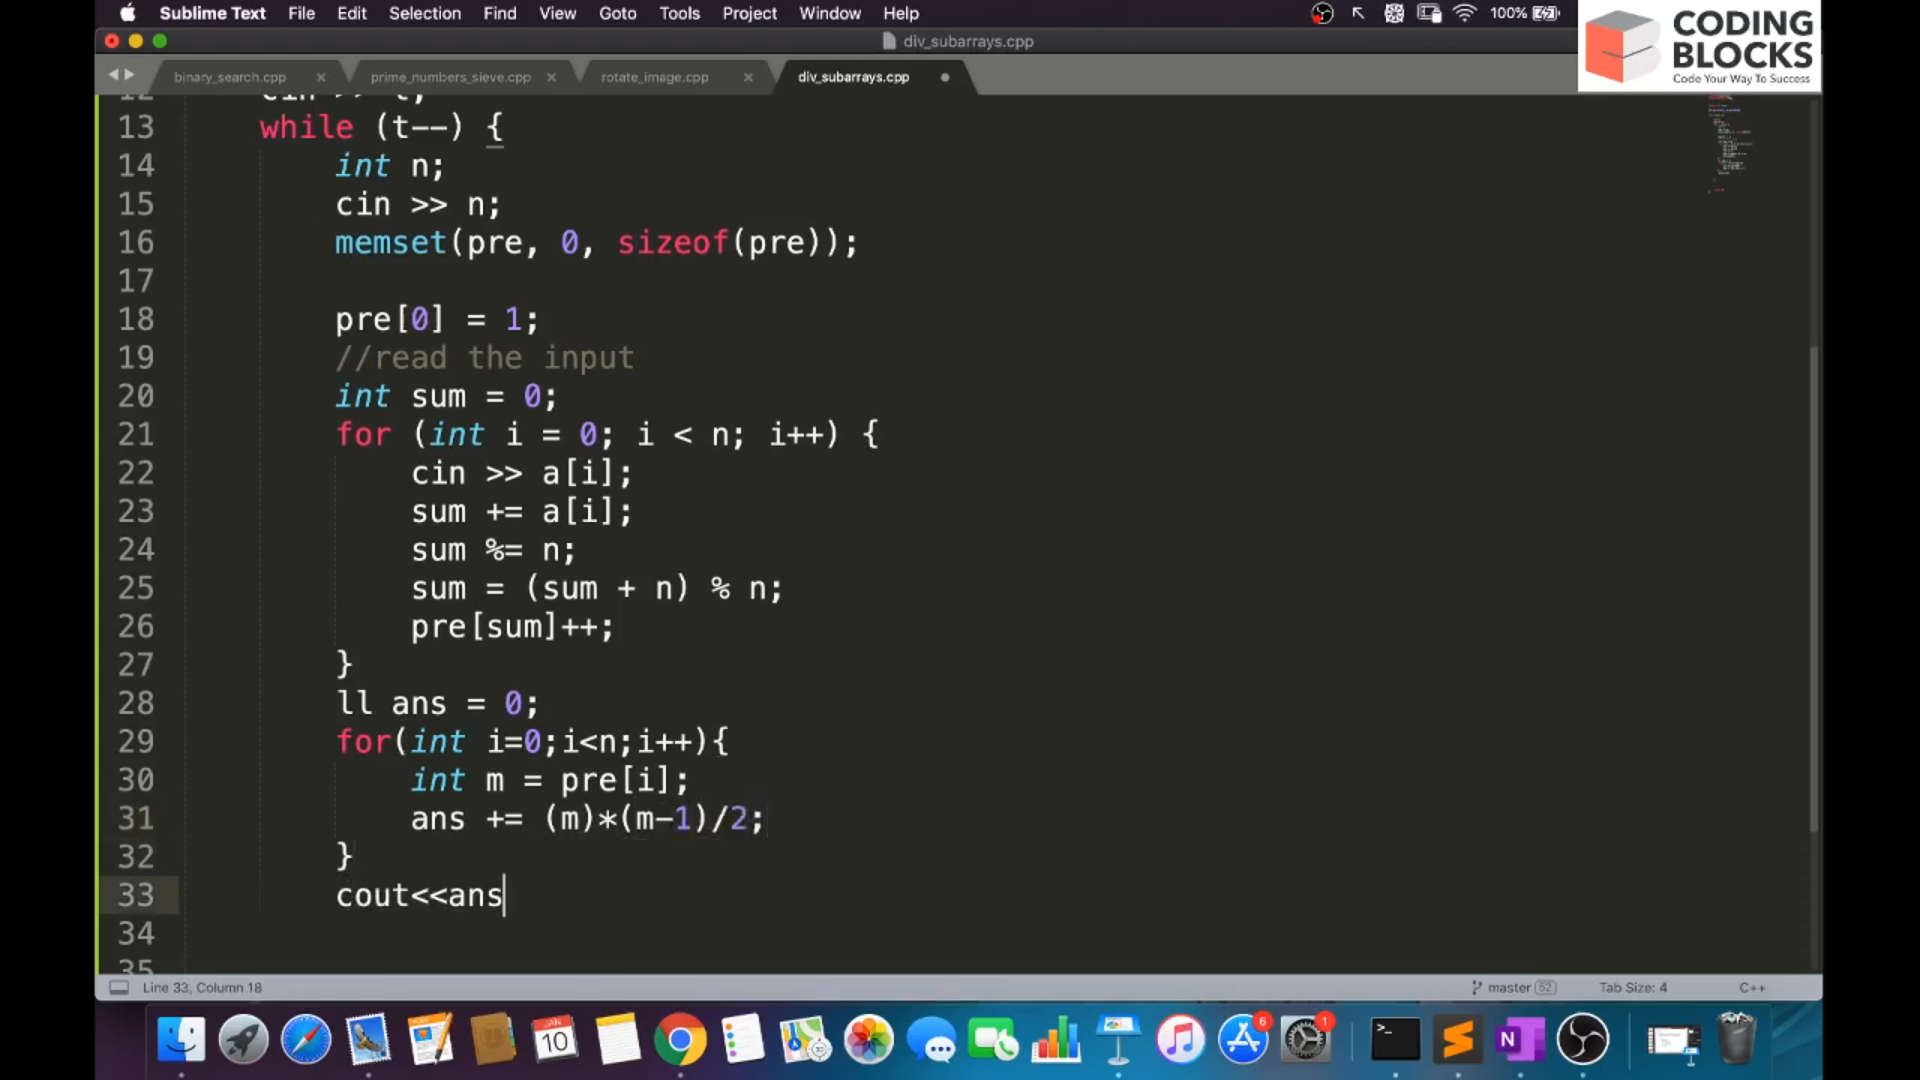 Sublime Text File Edit Selection Find View Goto Tools Project Window Help 100%
CODING
BLOCKS
Code Your Way To Success
div_subarrays.cpp
binary_search.cpp prime_numbers_sieve.cpp rotate_image.cpp div_subarrays.cpp
12 cin >> t;
13 while (t--) {
14 int n;
15 cin >> n;
16 memset(pre, 0, sizeof(pre));
17
18 pre[0] = 1;
19 //read the input
20 int sum = 0;
21 for (int i = 0; i < n; i++) {
22 cin >> a[i];
23 sum += a[i];
24 sum %= n;
25 sum = (sum + n) % n;
26 pre[sum]++;
27 }
28 ll ans = 0;
29 for(int i=0;i<n;i++){
30 int m = pre[i];
31 ans += (m)*(m-1)/2;
32 }
33 cout<<ans
34
35
Line 33, Column 18 master 52 Tab Size: 4 C++
JAN
10
6
1
>_
N